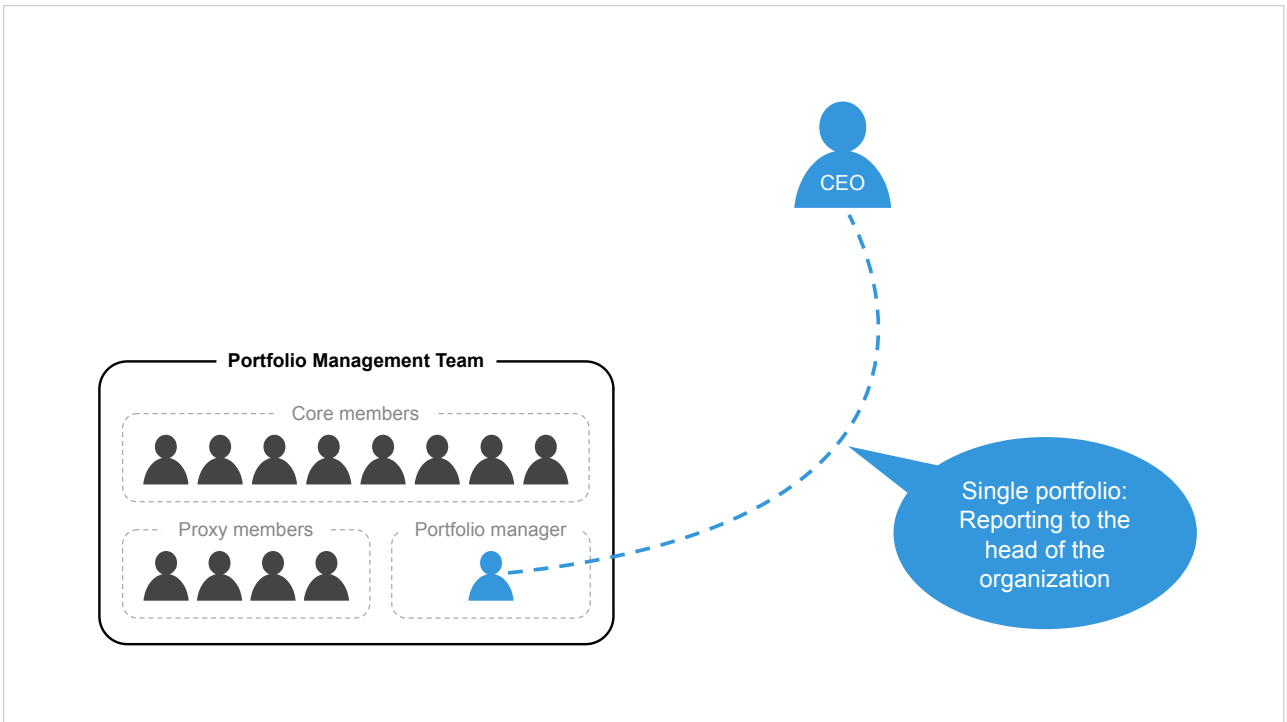 CEO
Portfolio Management Team
Core members
Proxy members
Portfolio manager
Single portfolio:
Reporting to the
head of the
organization